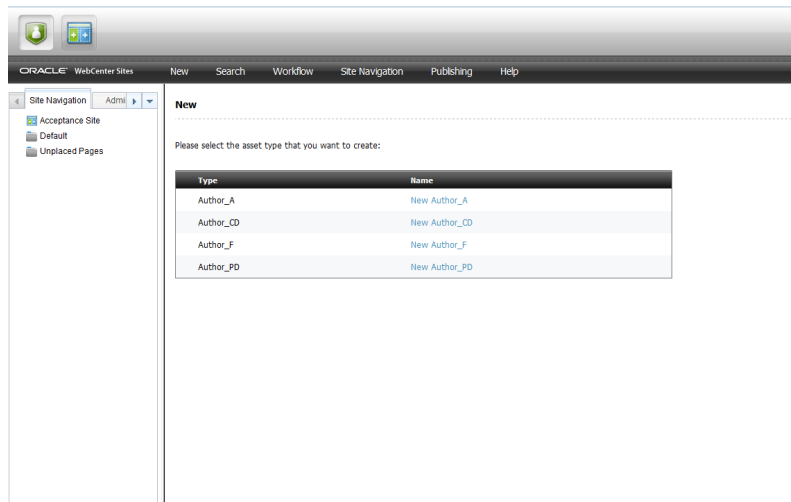 ORACLE WebCenter Sites New Search Workflow Site Navigation Publishing Help
Site Navigation
Acceptance Site
Default
Unplaced Pages
New
Please select the asset type that you want to create:
Type Name
Author_A New Author_A
Author_CD New Author_CD
Author_F New Author_F
Author_PD New Author_PD